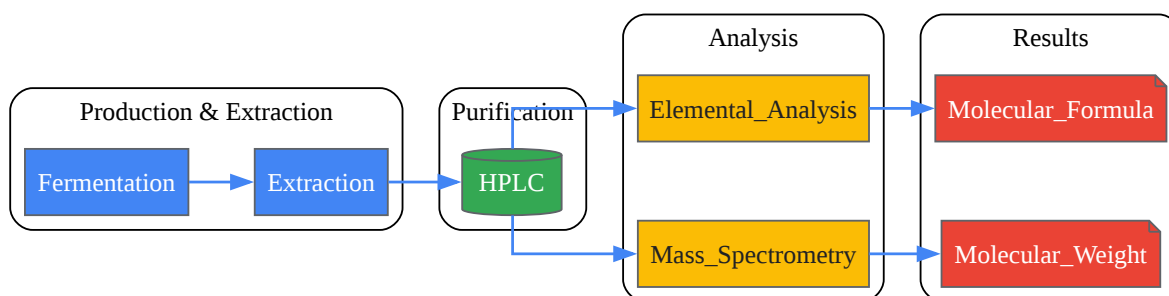 Production & Extraction
Fermentation
Extraction
Purification
HPLC
Analysis
Elemental_Analysis
Mass_Spectrometry
Results
Molecular_Formula
Molecular_Weight